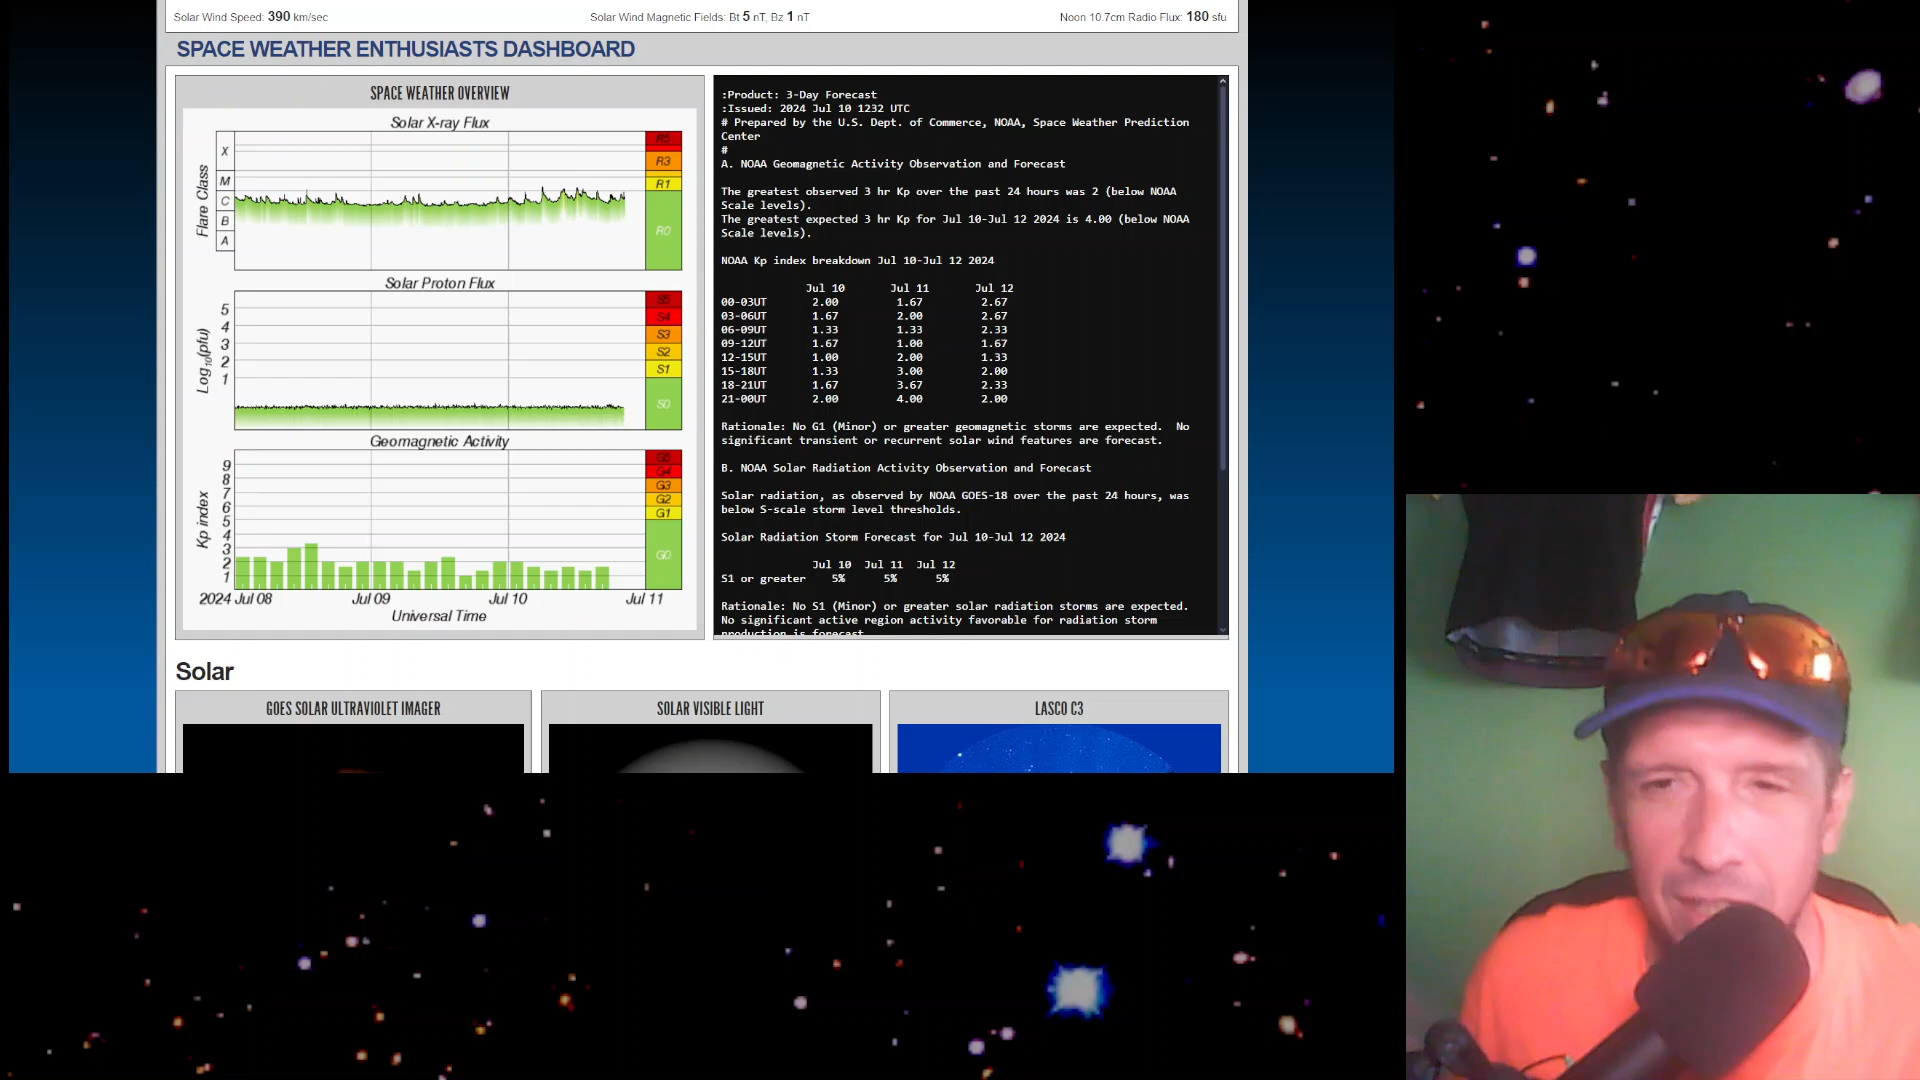 Solar Wind Speed: 390 km/sec
Solar Wind Magnetic Fields: Bt 5 nT, Bz 1 nT
Noon 10.7cm Radio Flux: 180 sfu
SPACE WEATHER ENTHUSIASTS DASHBOARD
SPACE WEATHER OVERVIEW
Solar X-ray Flux
Flare Class
X
M
C
B
A
R5
R3
R1
R0
Solar Proton Flux
Log10(pfu)
5
4
3
2
1
S5
S4
S3
S2
S1
S0
Geomagnetic Activity
Kp index
9
8
7
6
5
4
3
2
1
G5
G4
G3
G2
G1
G0
2024 Jul 08
Jul 09
Jul 10
Jul 11
Universal Time
:Product: 3-Day Forecast
:Issued: 2024 Jul 10 1232 UTC
# Prepared by the U.S. Dept. of Commerce, NOAA, Space Weather Prediction
Center
#
A. NOAA Geomagnetic Activity Observation and Forecast
The greatest observed 3 hr Kp over the past 24 hours was 2 (below NOAA
Scale levels).
The greatest expected 3 hr Kp for Jul 10-Jul 12 2024 is 4.00 (below NOAA
Scale levels).
NOAA Kp index breakdown Jul 10-Jul 12 2024
Jul 10 Jul 11 Jul 12
00-03UT 2.00 1.67 2.67
03-06UT 1.67 2.00 2.67
06-09UT 1.33 1.33 2.33
09-12UT 1.67 1.00 1.67
12-15UT 1.00 2.00 1.33
15-18UT 1.33 3.00 2.00
18-21UT 1.67 3.67 2.33
21-00UT 2.00 4.00 2.00
Rationale: No G1 (Minor) or greater geomagnetic storms are expected. No
significant transient or recurrent solar wind features are forecast.
B. NOAA Solar Radiation Activity Observation and Forecast
Solar radiation, as observed by NOAA GOES-18 over the past 24 hours, was
below S-scale storm level thresholds.
Solar Radiation Storm Forecast for Jul 10-Jul 12 2024
Jul 10 Jul 11 Jul 12
S1 or greater 5% 5% 5%
Rationale: No S1 (Minor) or greater solar radiation storms are expected.
No significant active region activity favorable for radiation storm
production is forecast
Solar
GOES SOLAR ULTRAVIOLET IMAGER
SOLAR VISIBLE LIGHT
LASCO C3